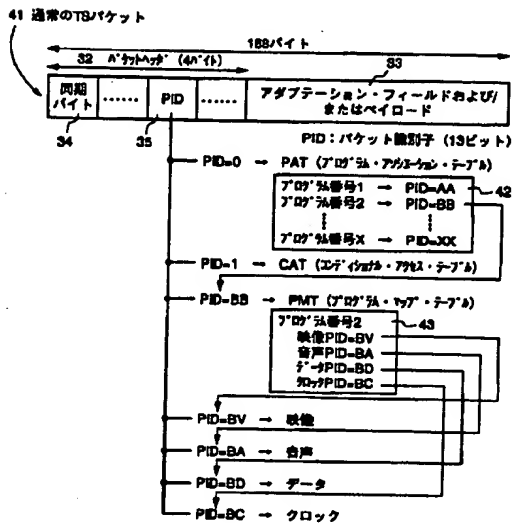 41 通常のTSパケット
188バイト
32 パケットヘッダ (4バイト) 33
同期バイト …… PID …… アダプテーション・フィールドおよび/またはペイロード
34 35
PID:パケット識別子 (13ビット)
PID=0 → PAT (プログラム・アソシエーション・テーブル)
プログラム番号1 → PID=AA 42
プログラム番号2 → PID=BB
プログラム番号X → PID=XX
PID=1 → CAT (コンディショナル・アクセス・テーブル)
PID=BB → PMT (プログラム・マップ・テーブル)
プログラム番号2 43
映像PID=BV
音声PID=BA
データPID=BD
クロックPID=BC
PID=BV → 映像
PID=BA → 音声
PID=BD → データ
PID=BC → クロック